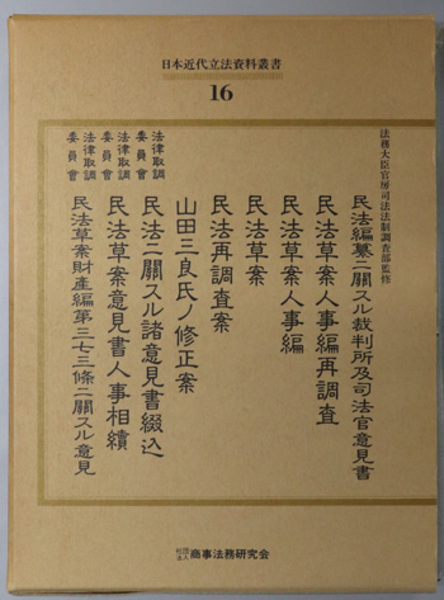 日本近代立法資料叢書
16
法務大臣官房司法法制調査部監修
民法編纂ニ關スル裁判所及司法官意見書
民法草案人事編再調査
民法草案人事編
民法草案
民法再調査案
山田三良氏ノ修正案
法律取調委員會
民法ニ關スル諸意見書綴込
法律取調委員會
民法草案意見書人事相續
法律取調委員會
民法草案財產編第三七三條ニ關スル意見
社団法人 商事法務研究会